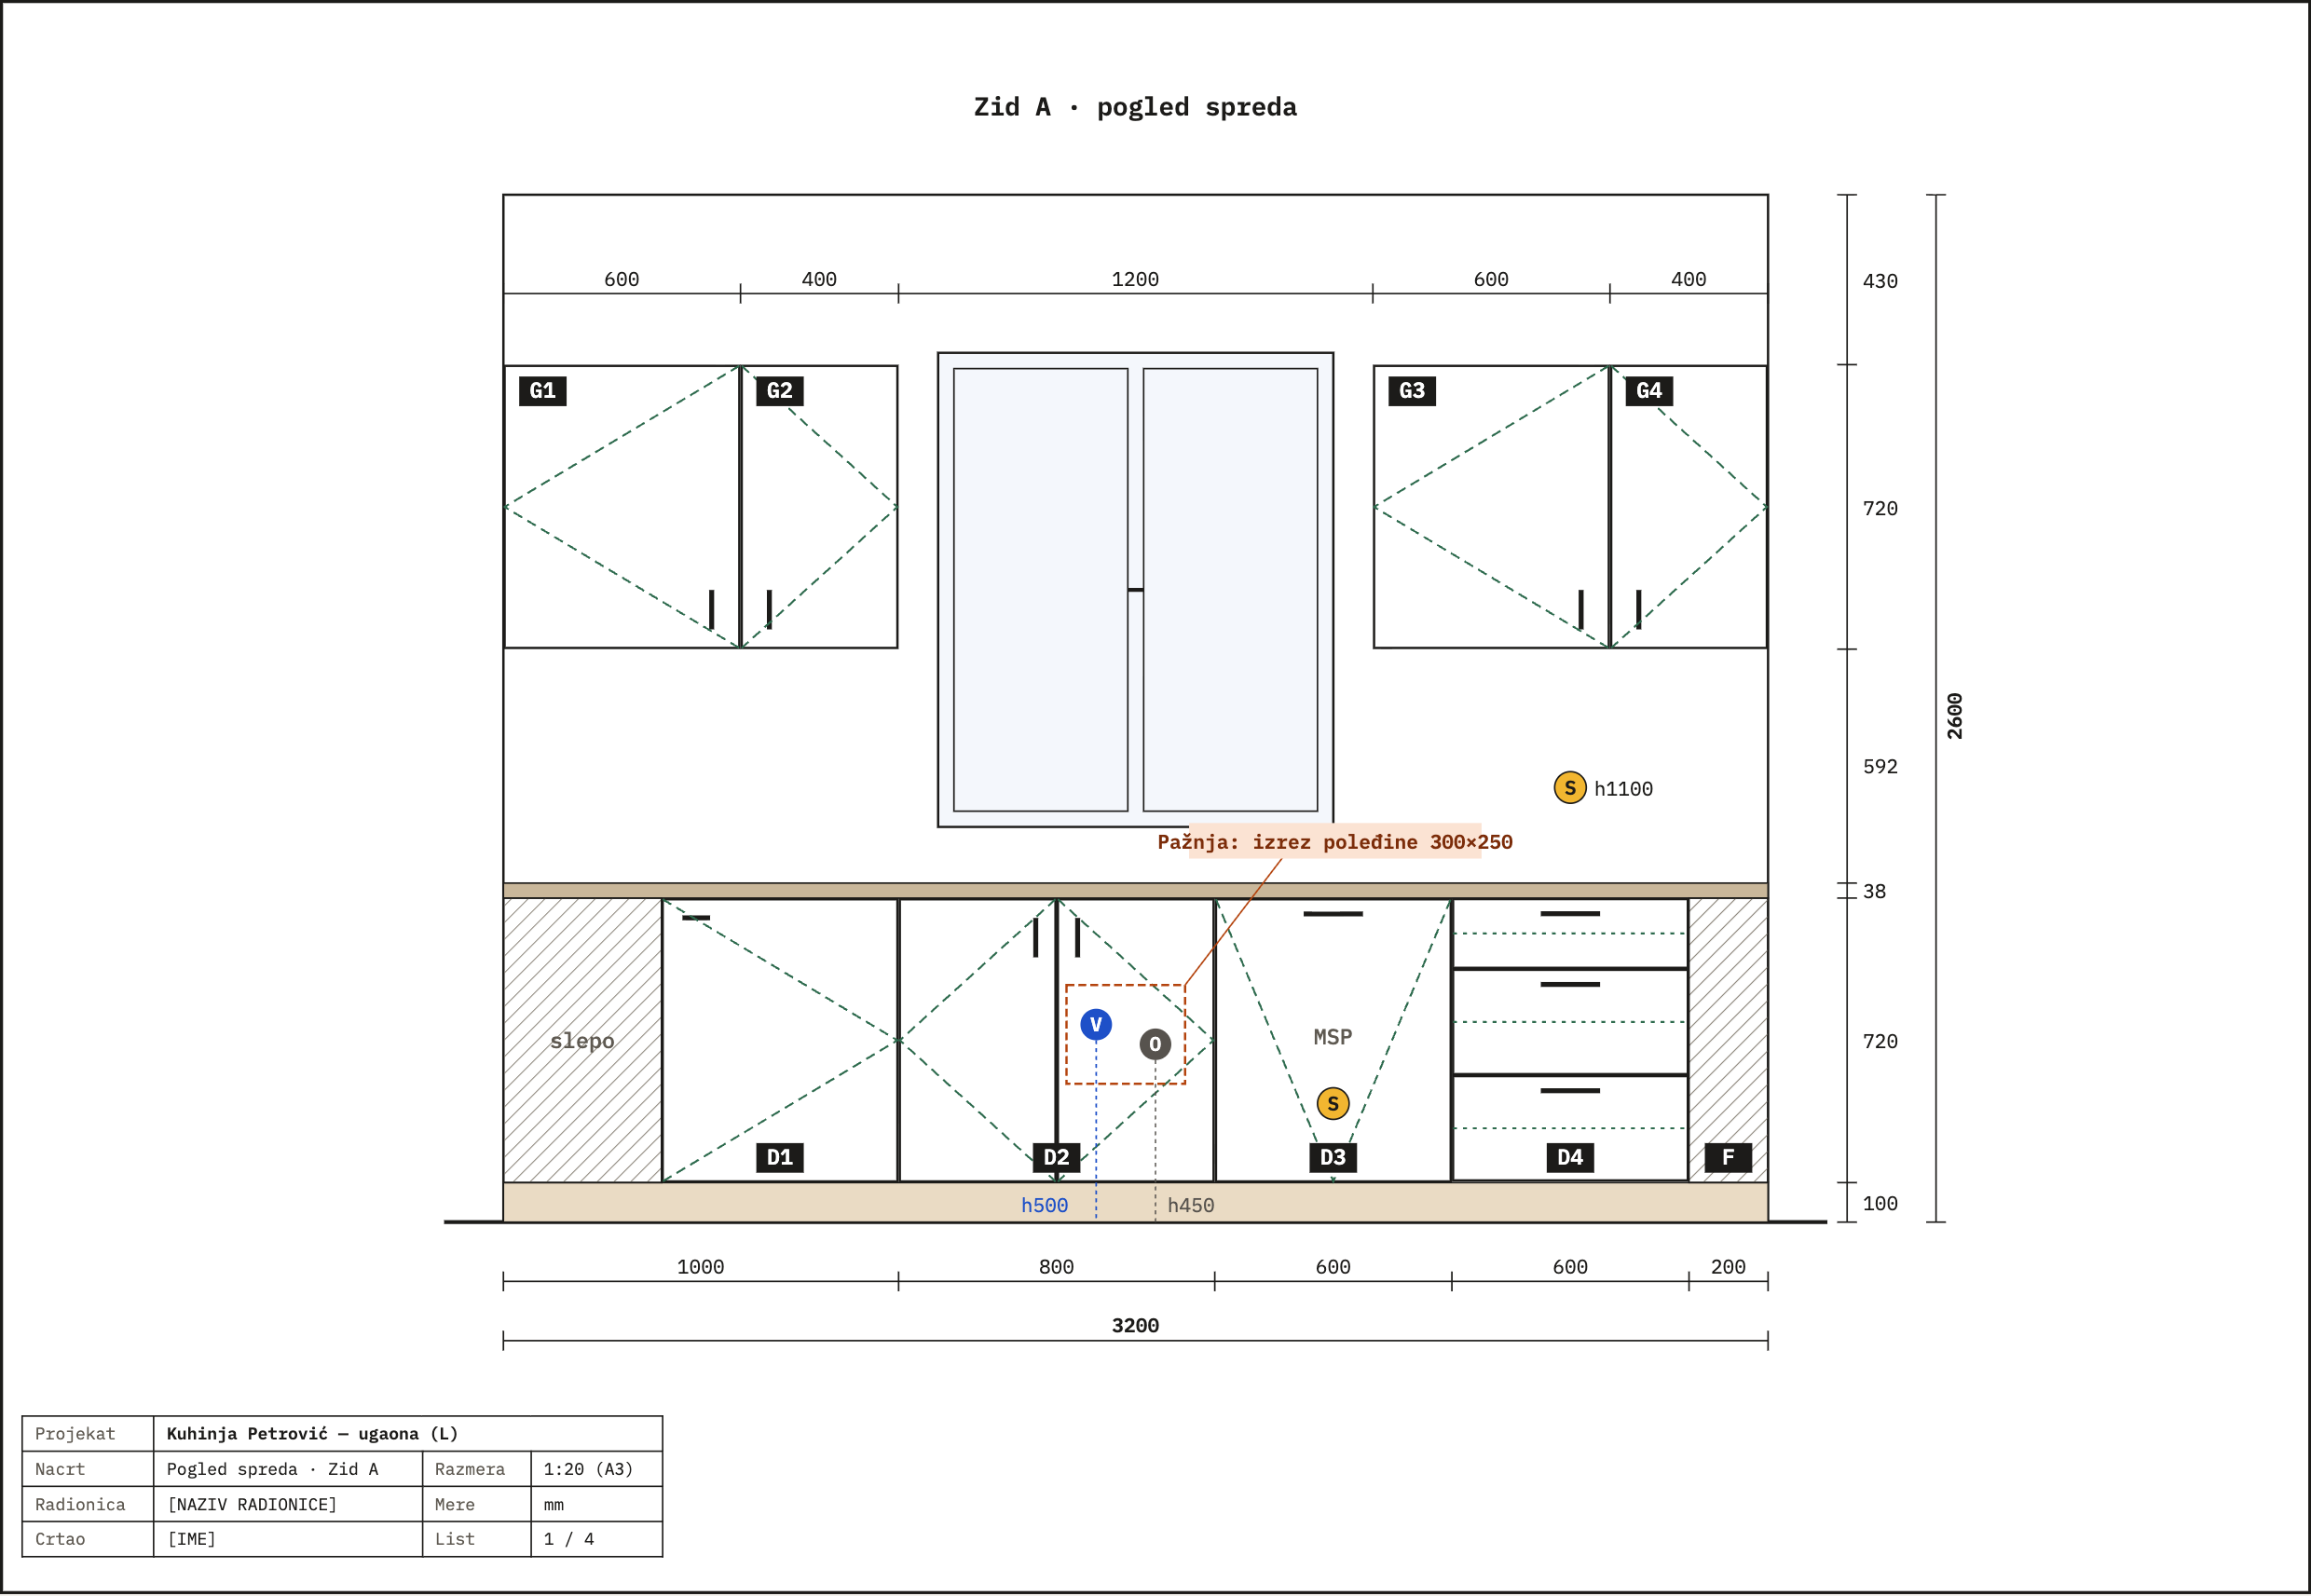 Zid A · pogled spreda
600 400 1200 600 400
430
G1 G2 G3 G4
720
2600
592
S h1100
Pažnja: izrez poleđine 300×250
38
slepo
V
O
MSP
720
S
D1 D2 D3 D4 F
h500 h450
100
1000 800 600 600 200
3200
Projekat Kuhinja Petrović — ugaona (L)
Nacrt Pogled spreda · Zid A Razmera 1:20 (A3)
Radionica [NAZIV RADIONICE] Mere mm
Crtao [IME] List 1 / 4